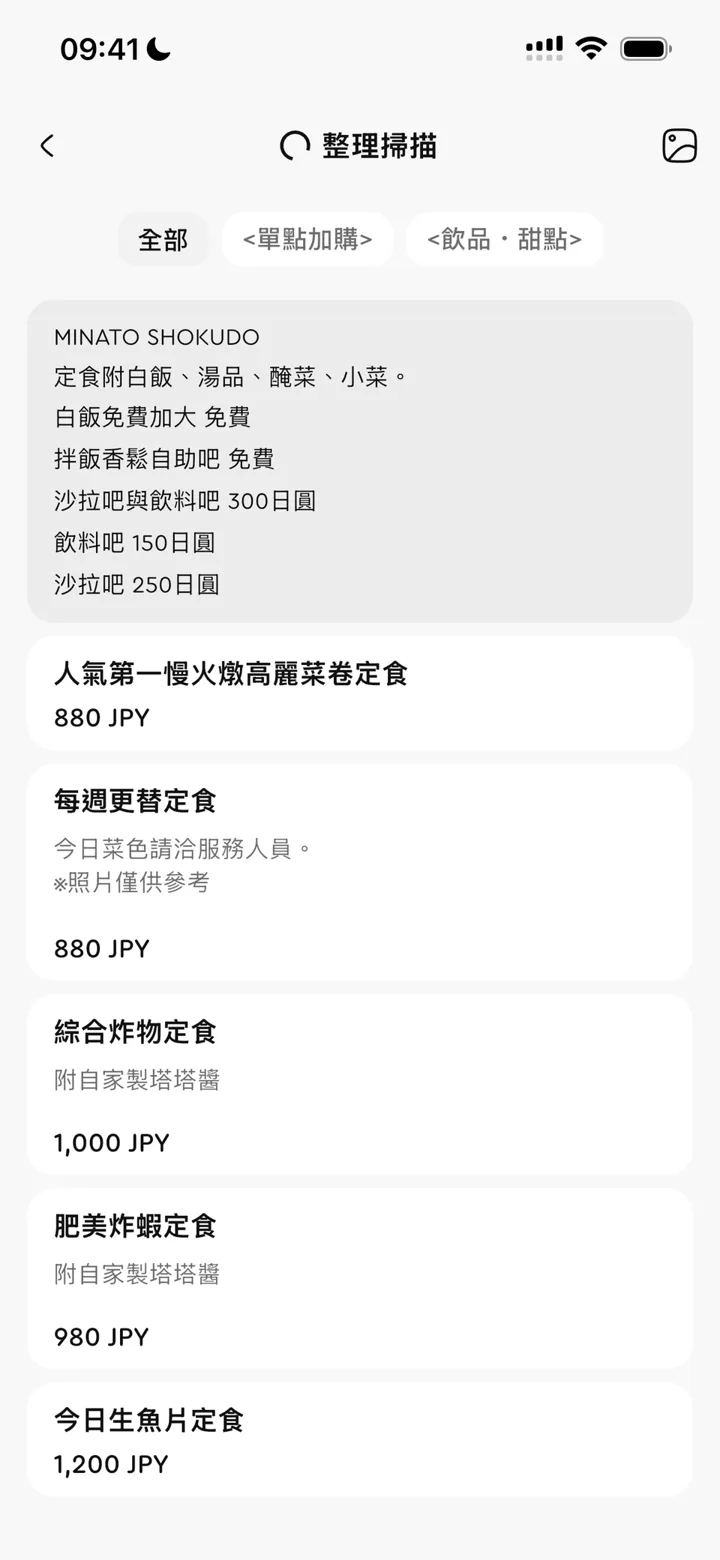 09:41
整理掃描
全部
<單點加購>
<飲品・甜點>
MINATO SHOKUDO
定食附白飯、湯品、醃菜、小菜。
白飯免費加大 免費
拌飯香鬆自助吧 免費
沙拉吧與飲料吧 300日圓
飲料吧 150日圓
沙拉吧 250日圓
人氣第一慢火燉高麗菜卷定食
880 JPY
每週更替定食
今日菜色請洽服務人員。
※照片僅供參考
880 JPY
綜合炸物定食
附自家製塔塔醬
1,000 JPY
肥美炸蝦定食
附自家製塔塔醬
980 JPY
今日生魚片定食
1,200 JPY